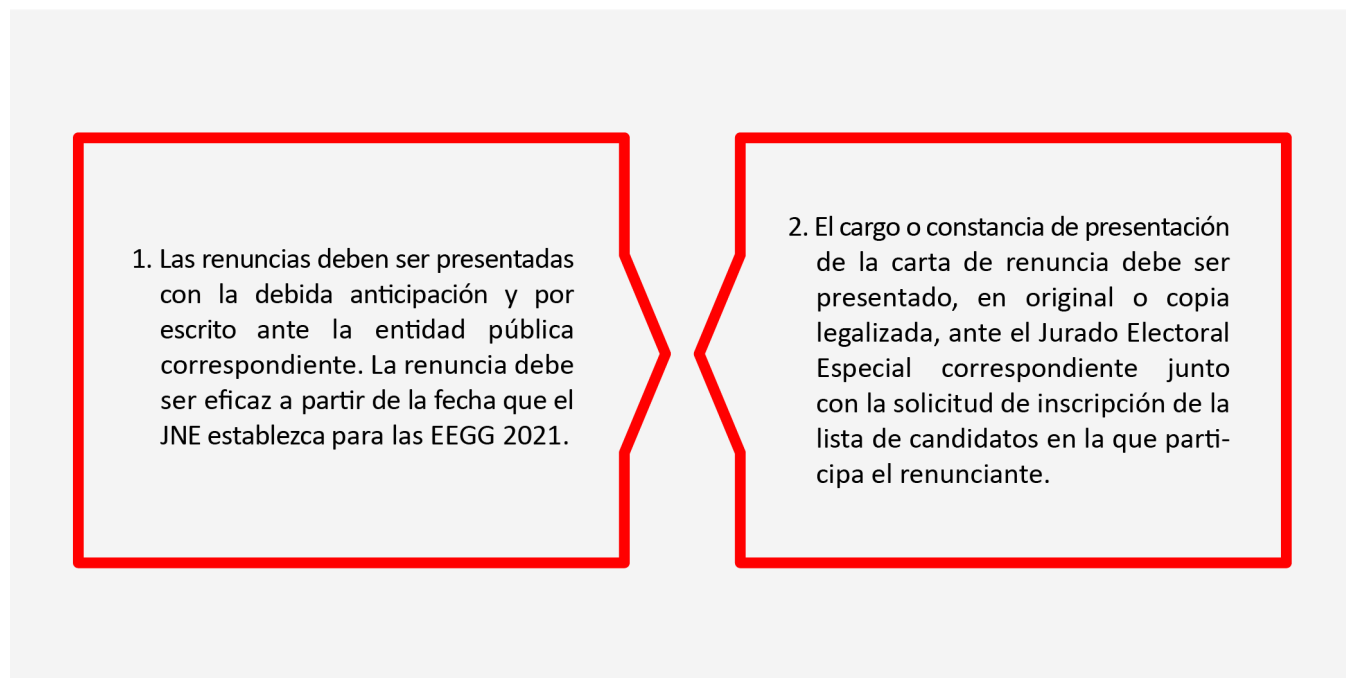 1. Las renuncias deben ser presentadas
con la debida anticipación y por
escrito ante la entidad pública
correspondiente. La renuncia debe
ser eficaz a partir de la fecha que el
JNE establezca para las EEGG 2021.
2. El cargo o constancia de presentación
de la carta de renuncia debe ser
presentado, en original o copia
legalizada, ante el Jurado Electoral
Especial correspondiente junto
con la solicitud de inscripción de la
lista de candidatos en la que parti-
cipa el renunciante.